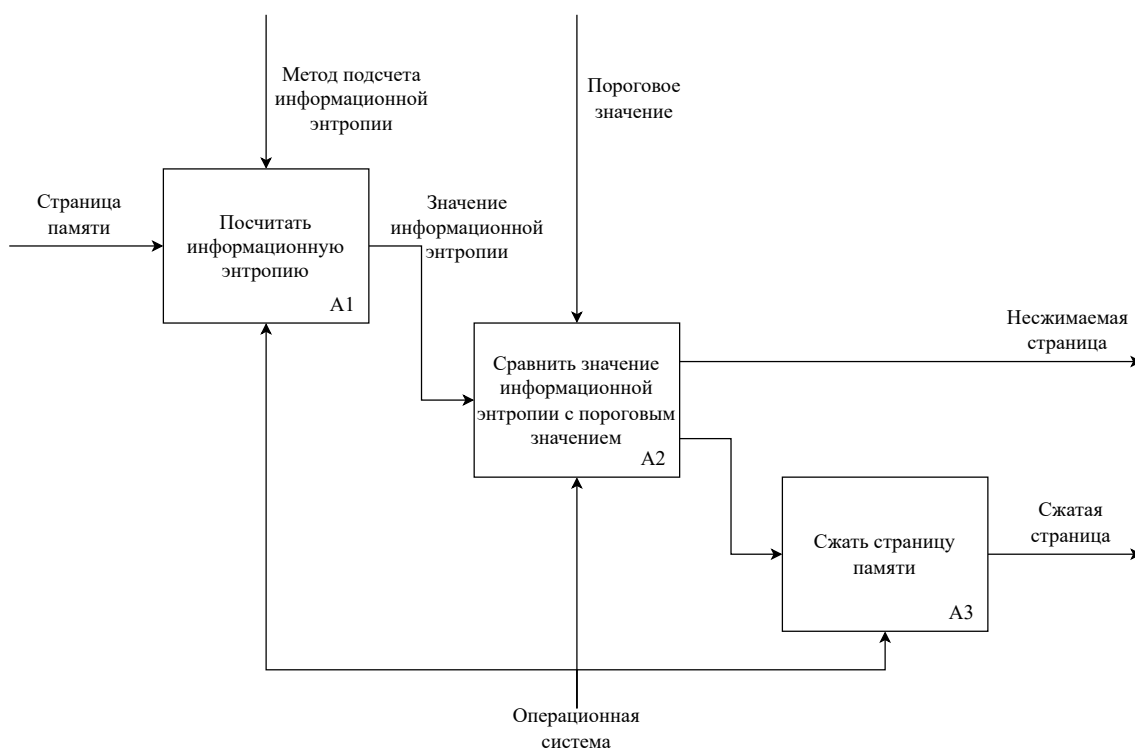 Метод подсчета
информационной
энтропии
Пороговое
значение
Страница
памяти
Посчитать
информационную
энтропию
A1
Значение
информационной
энтропии
Несжимаемая
страница
Сравнить значение
информационной
энтропии с пороговым
значением
A2
Сжать страницу
памяти
A3
Сжатая
страница
Операционная
система